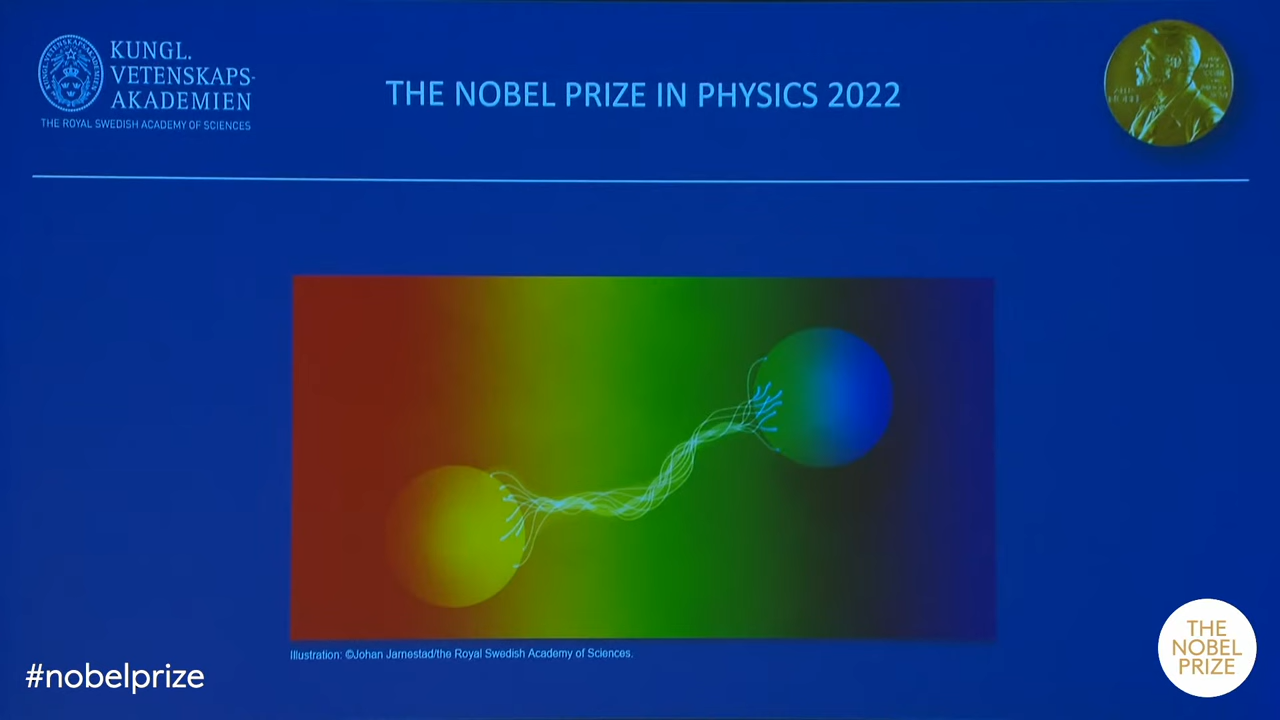 KUNGL.
VETENSKAPS-
AKADEMIEN
THE ROYAL SWEDISH ACADEMY OF SCIENCES
THE NOBEL PRIZE IN PHYSICS 2022
Illustration: ©Johan Jarnestad/the Royal Swedish Academy of Sciences.
#nobelprize
THE
NOBEL
PRIZE